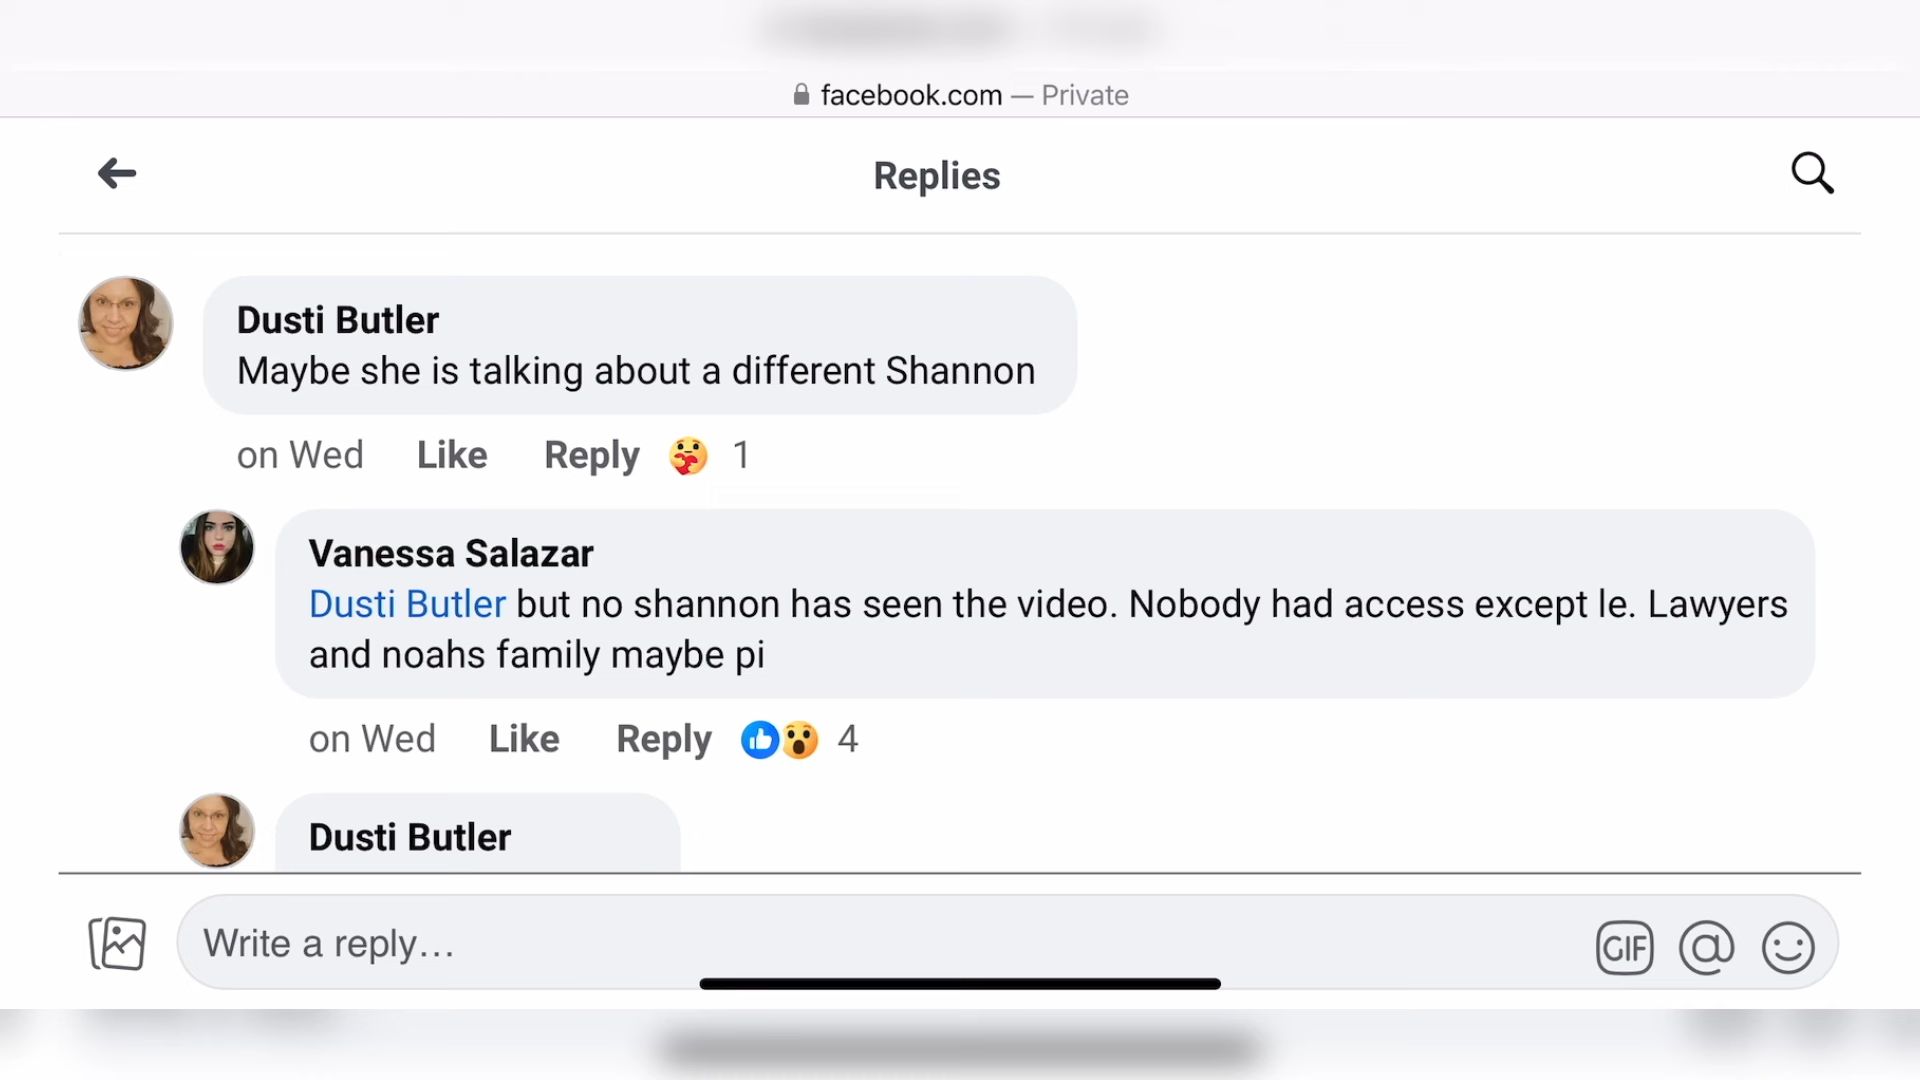 facebook.com — Private
Replies
Dusti Butler
Maybe she is talking about a different Shannon
on Wed Like Reply 1
Vanessa Salazar
Dusti Butler but no shannon has seen the video. Nobody had access except le. Lawyers
and noahs family maybe pi
on Wed Like Reply 4
Dusti Butler
Write a reply...
GIF @